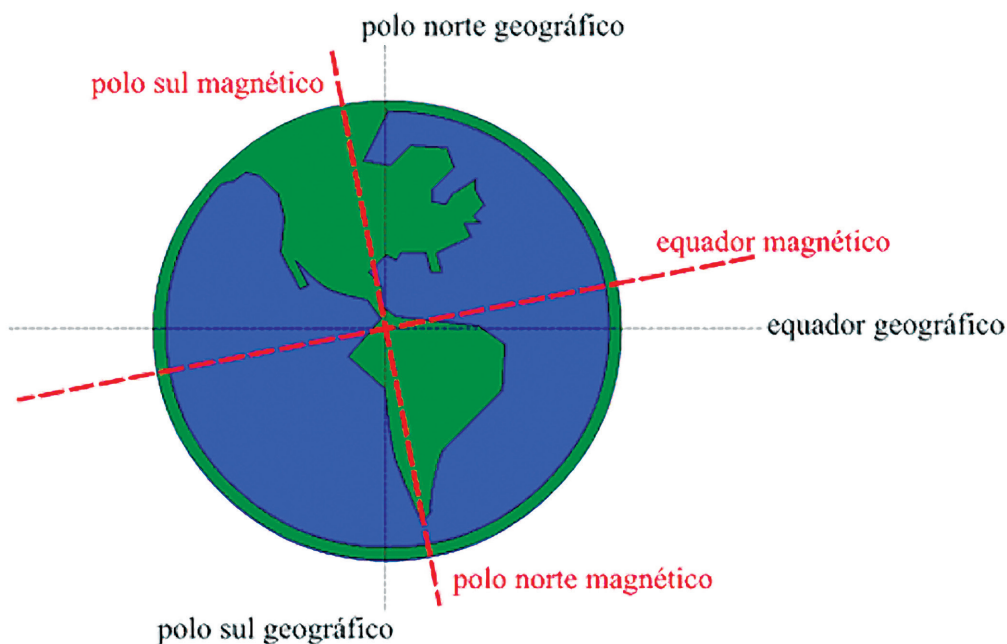 polo norte geográfico
polo sul magnético
equador magnético
equador geográfico
polo norte magnético
polo sul geográfico